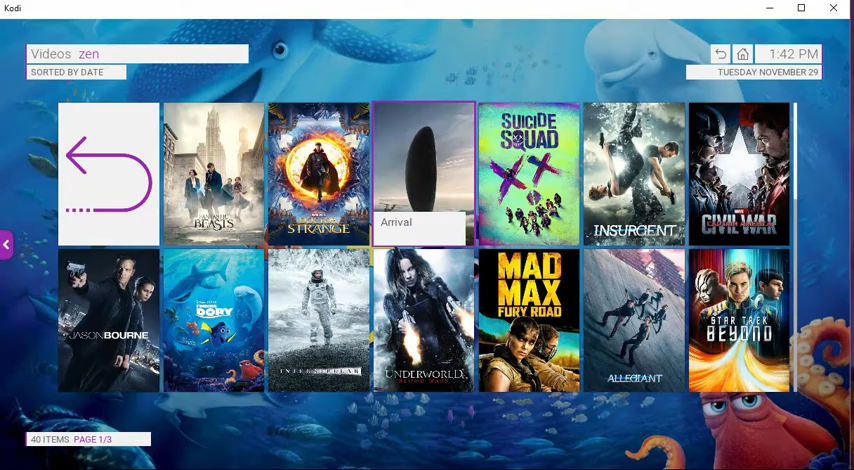 Kodi
Videos zen
1:42 PM
SORTED BY DATE
TUESDAY NOVEMBER 29
FANTASTIC
BEASTS
STRANGE
Arrival
SUICIDE
SQUAD
INSURGENT
CIVIL WAR
JASON BOURNE
DORY
INTERSTELLAR
UNDERWORLD
BLOOD WARS
MAD
MAX
FURY ROAD
ALLEGIANT
STAR TREK
BEYOND
40 ITEMS PAGE 1/3